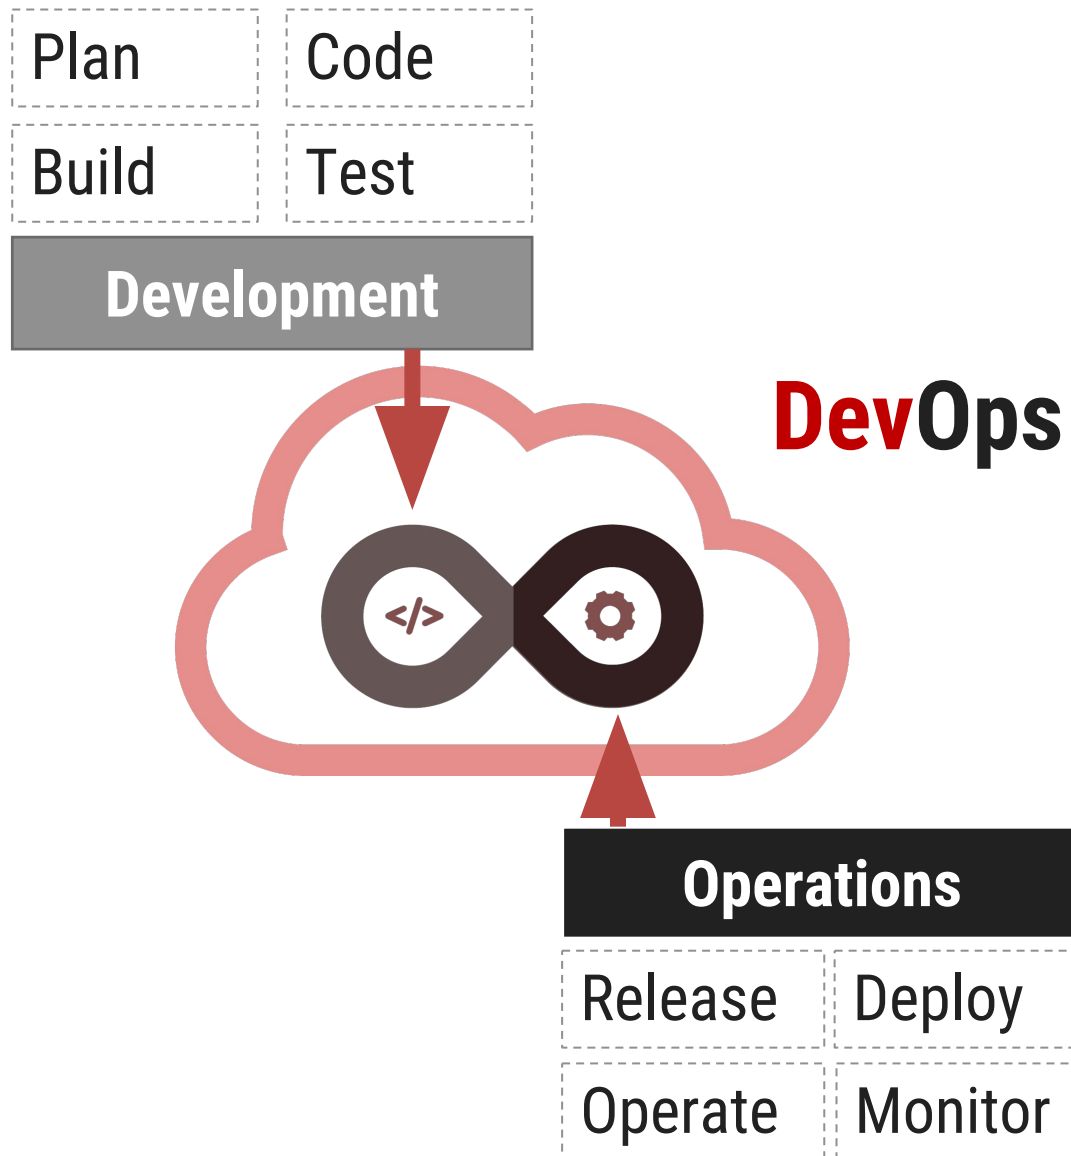 Plan Code
Build Test
Development
DevOps
</>
Operations
Release Deploy
Operate Monitor